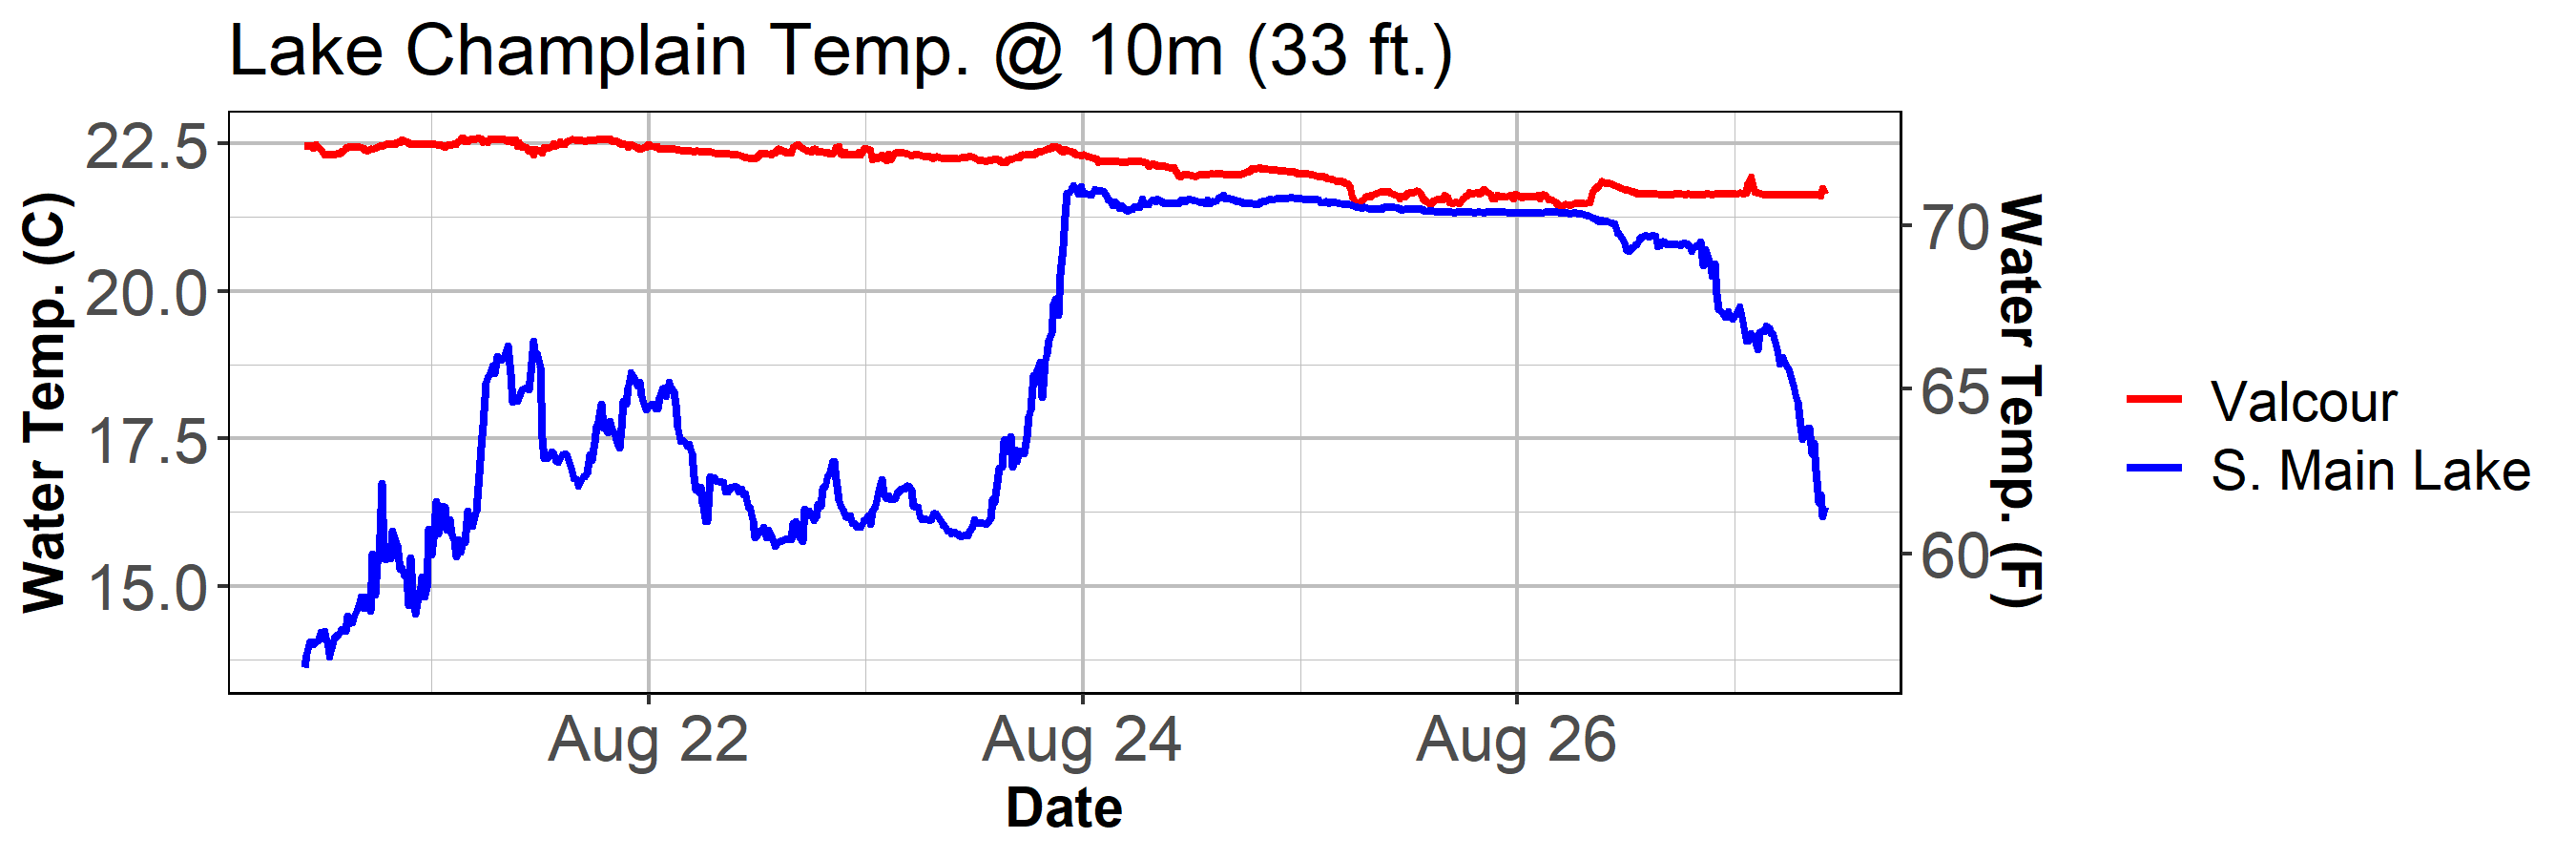 Lake Champlain Temp. @ 10m (33 ft.)
Water Temp. (C)
22.5
20.0
17.5
15.0
70
65
60
Water Temp. (F)
Aug 22
Aug 24
Aug 26
Date
Valcour
S. Main Lake